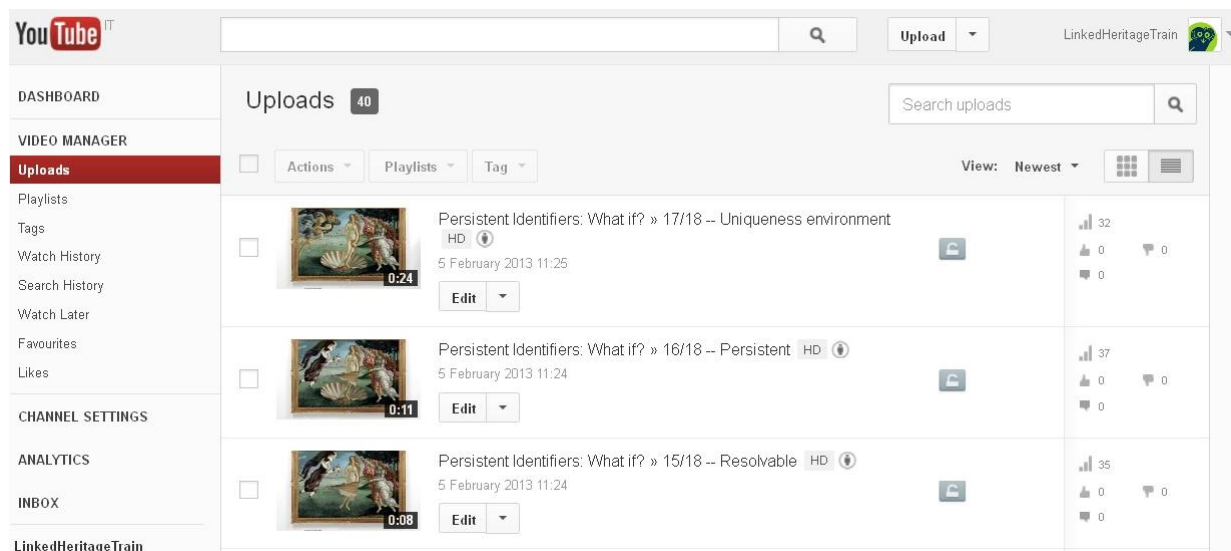 YouTube IT
Upload
LinkedHeritageTrain
DASHBOARD
VIDEO MANAGER
Uploads
Playlists
Tags
Watch History
Search History
Watch Later
Favourites
Likes
CHANNEL SETTINGS
ANALYTICS
INBOX
LinkedHeritageTrain
Uploads 40
Search uploads
Actions Playlists Tag
View: Newest
Persistent Identifiers: What if? » 17/18 -- Uniqueness environment
HD
5 February 2013 11:25
0:24
Edit
32
0 0
0
Persistent Identifiers: What if? » 16/18 -- Persistent HD
5 February 2013 11:24
0:11
Edit
37
0 0
0
Persistent Identifiers: What if? » 15/18 -- Resolvable HD
5 February 2013 11:24
0:08
Edit
35
0 0
0